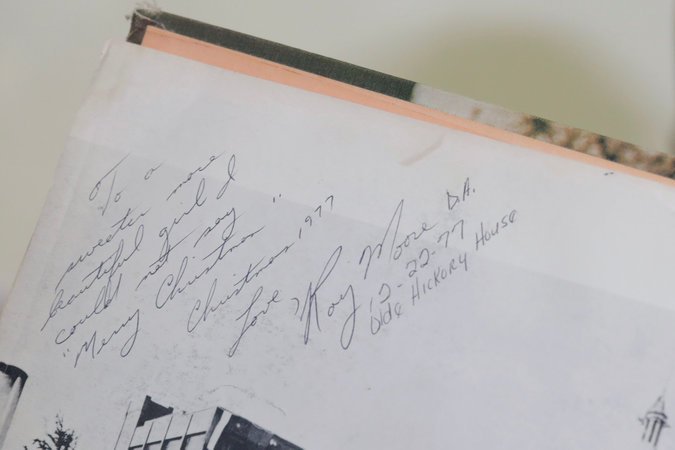 To a
sweeter more
beautiful girl I
could not say
"Merry Christmas"
Christmas 1977
Love,
Roy Moore D.A.
12-22-77
Olde Hickory House